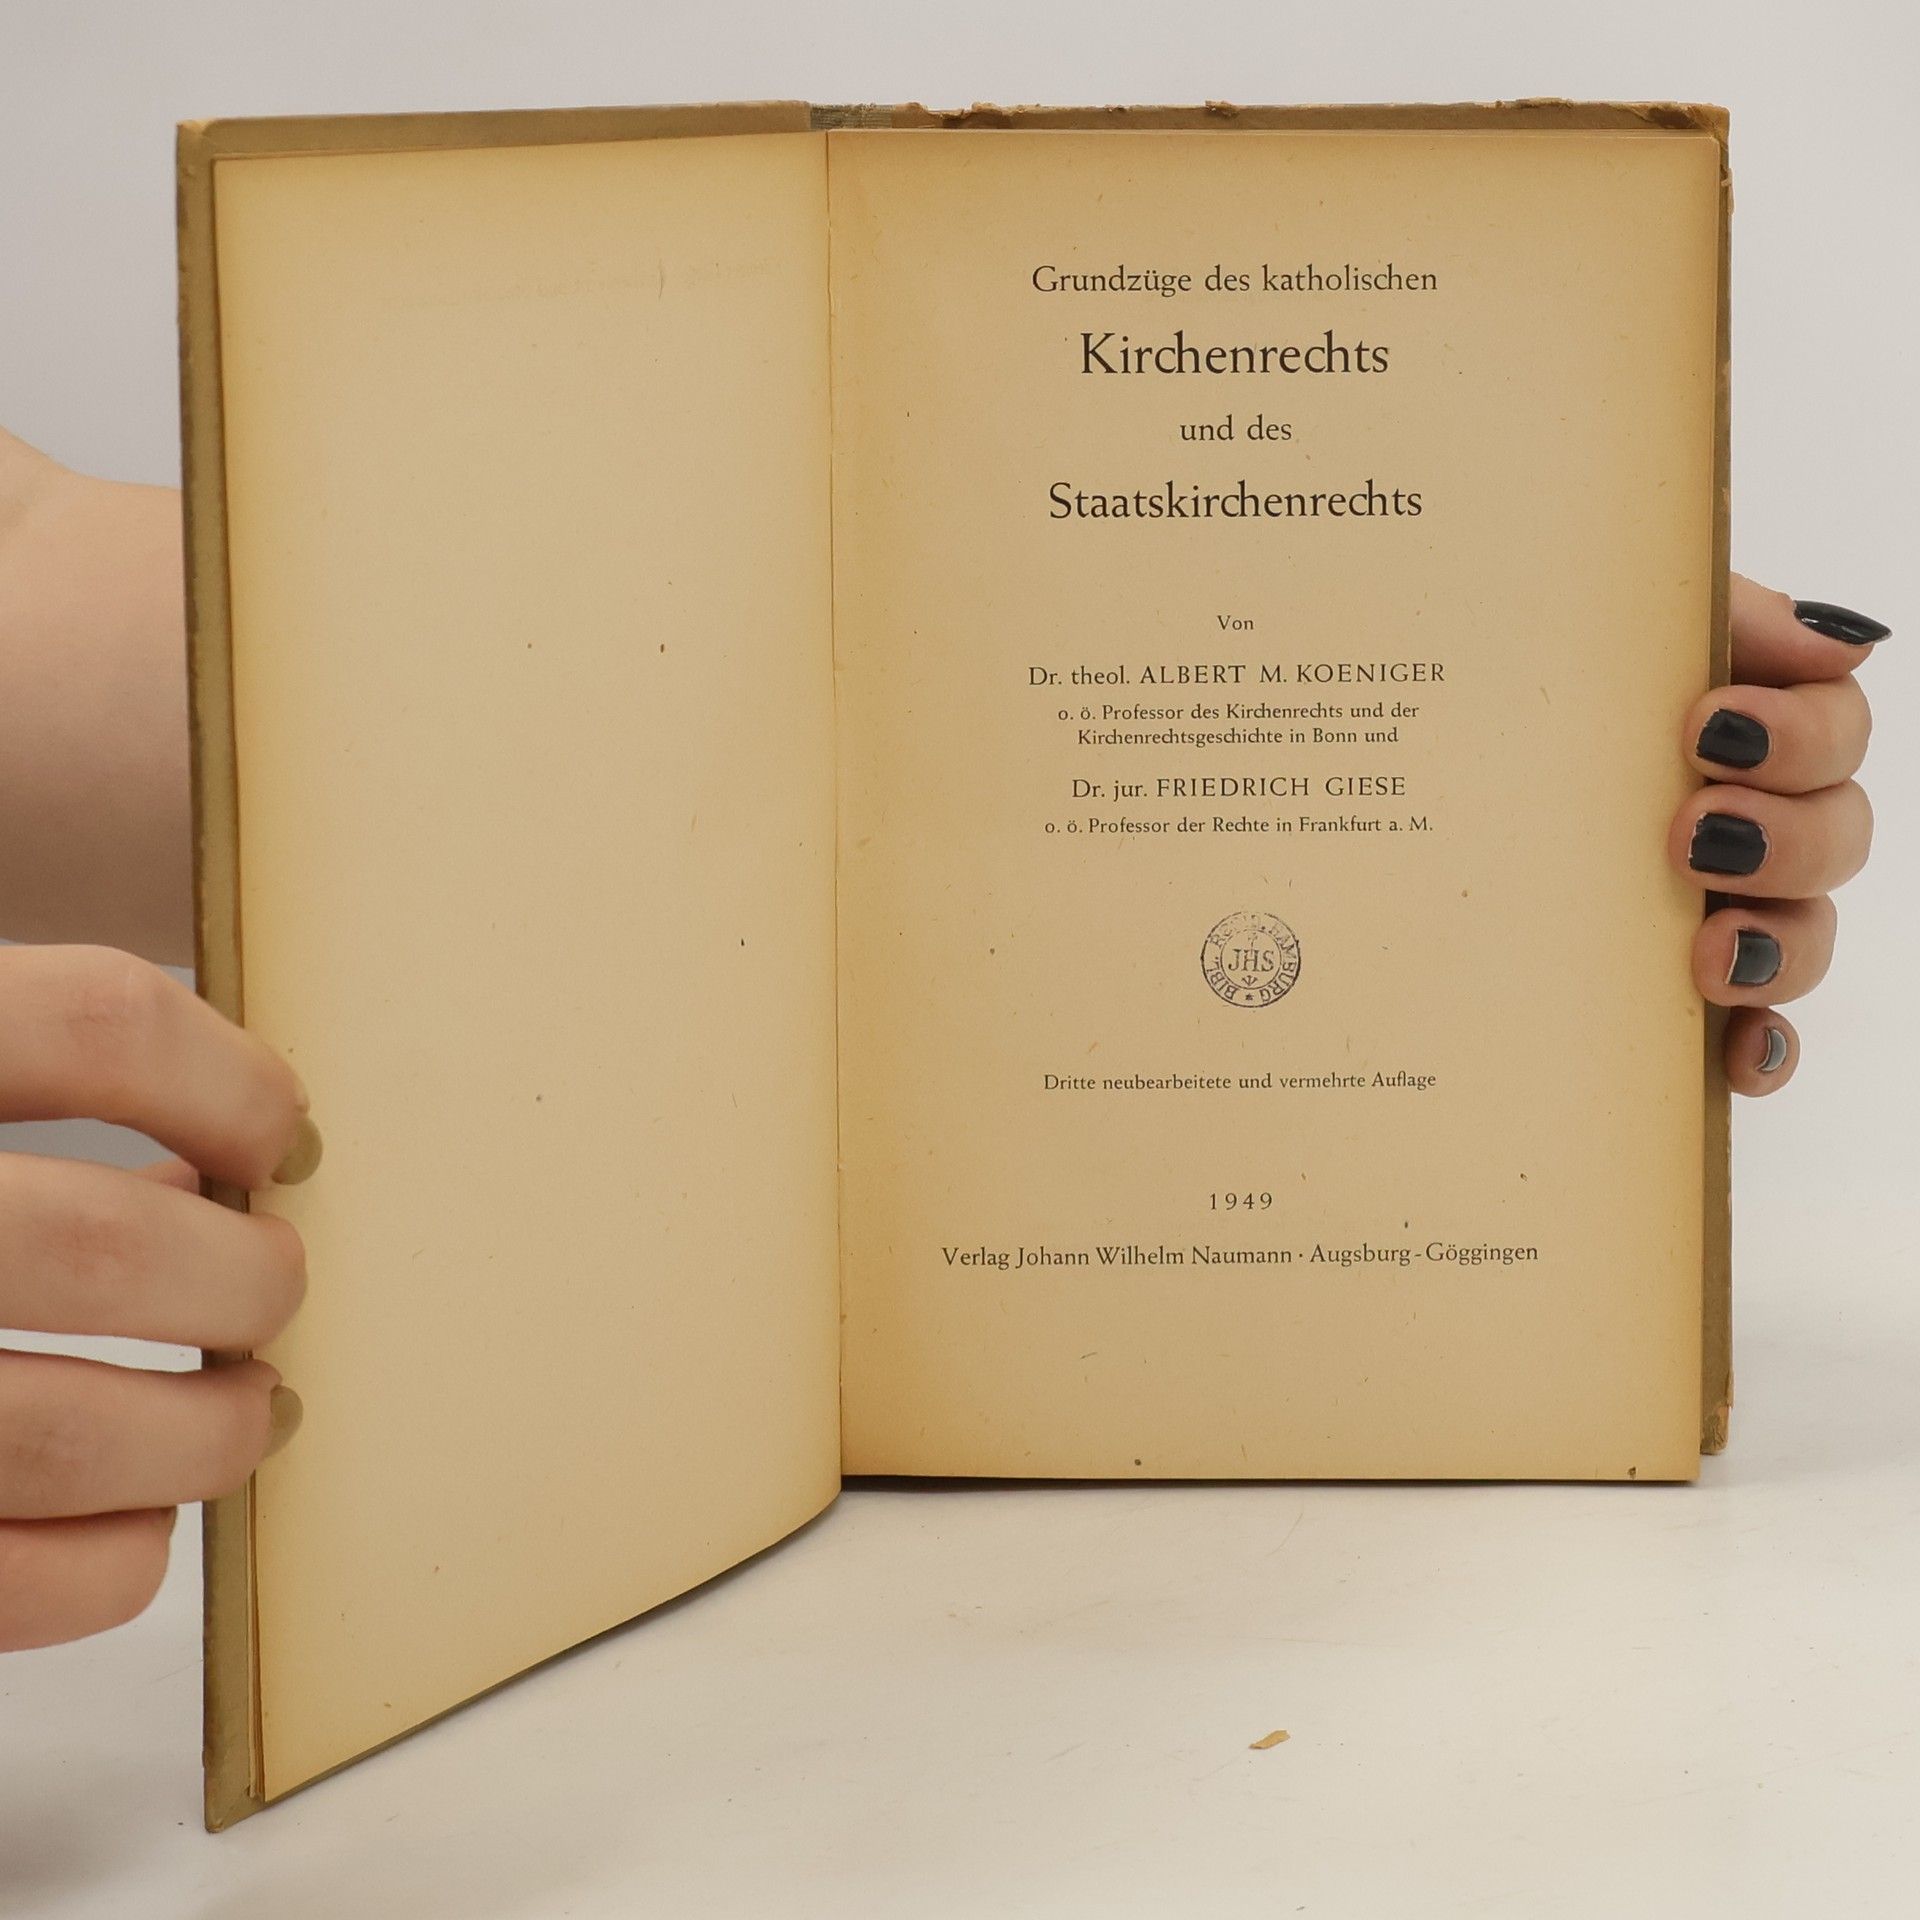 Grundzüge des katholischen
Kirchenrechts
und des
Staatskirchenrechts
Von
Dr. theol. ALBERT M. KOENIGER
o. ö. Professor des Kirchenrechts und der
Kirchenrechtsgeschichte in Bonn und
Dr. jur. FRIEDRICH GIESE
o. ö. Professor der Rechte in Frankfurt a. M.
BIBL. HAMBURG
JHS
Dritte neubearbeitete und vermehrte Auflage
1949
Verlag Johann Wilhelm Naumann · Augsburg-Göggingen